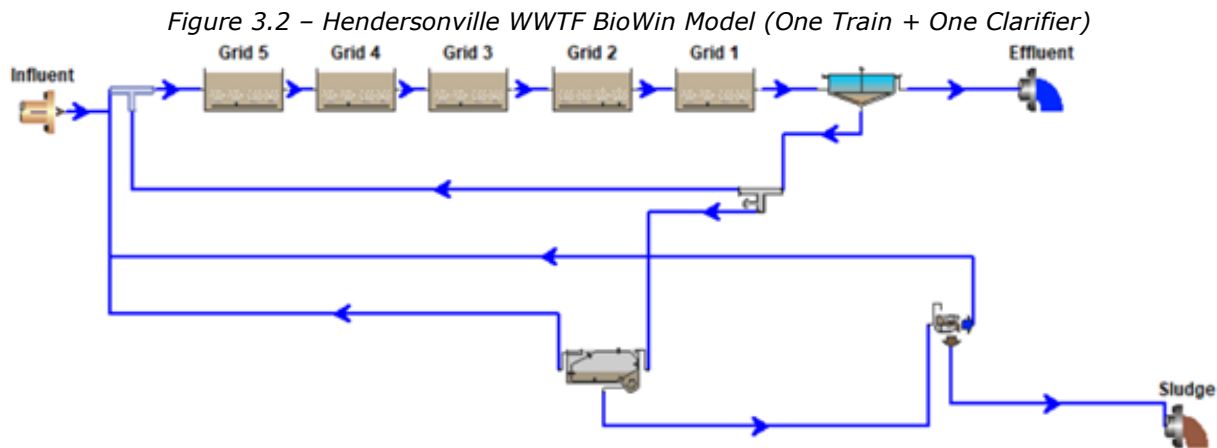 Figure 3.2 – Hendersonville WWTF BioWin Model (One Train + One Clarifier)
Grid 5 Grid 4 Grid 3 Grid 2 Grid 1 Effluent
Influent
Sludge